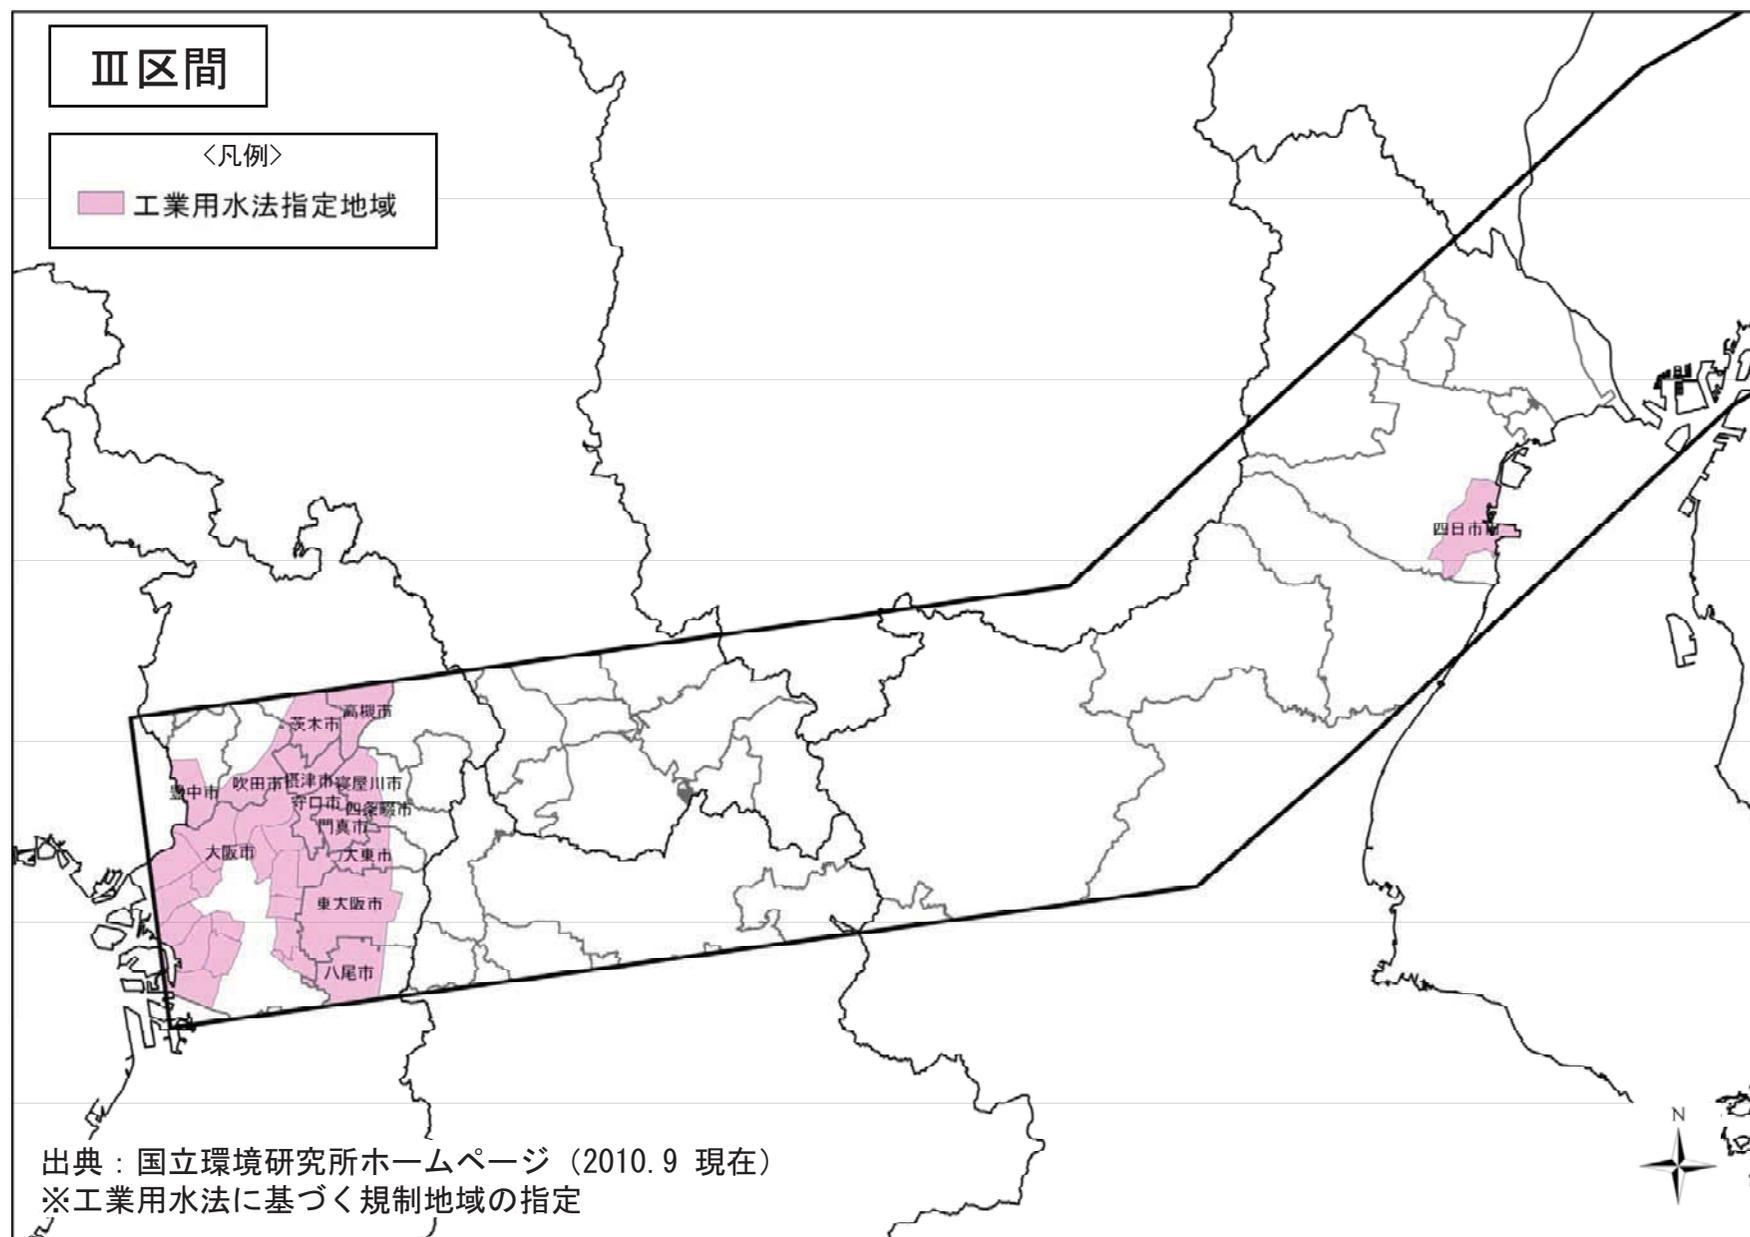 Ⅲ区間
<凡例>
工業用水法指定地域
四日市市
高槻市
茨木市
豊中市
吹田市
摂津市
寝屋川市
守口市
四条畷市
門真市
大阪市
大東市
東大阪市
八尾市
N
出典：国立環境研究所ホームページ（2010.9 現在）
※工業用水法に基づく規制地域の指定